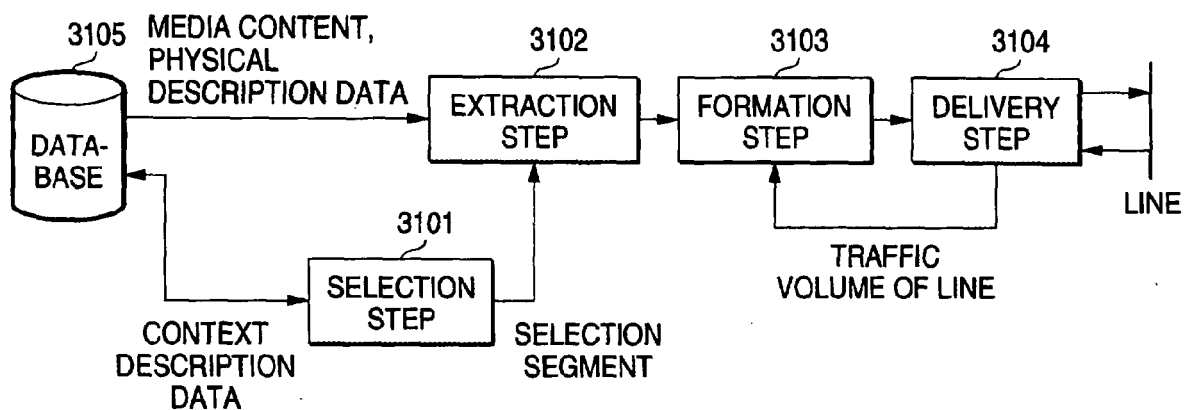 3105
MEDIA CONTENT,
PHYSICAL
DESCRIPTION DATA
3102
3103
3104
DATA-
BASE
EXTRACTION
STEP
FORMATION
STEP
DELIVERY
STEP
LINE
3101
SELECTION
STEP
TRAFFIC
VOLUME OF LINE
CONTEXT
DESCRIPTION
DATA
SELECTION
SEGMENT